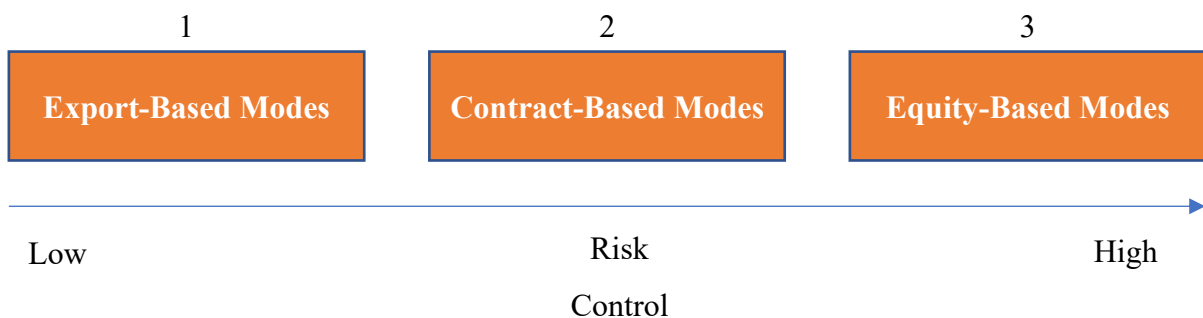 1 2 3
Export-Based Modes Contract-Based Modes Equity-Based Modes
Low Risk High
Control